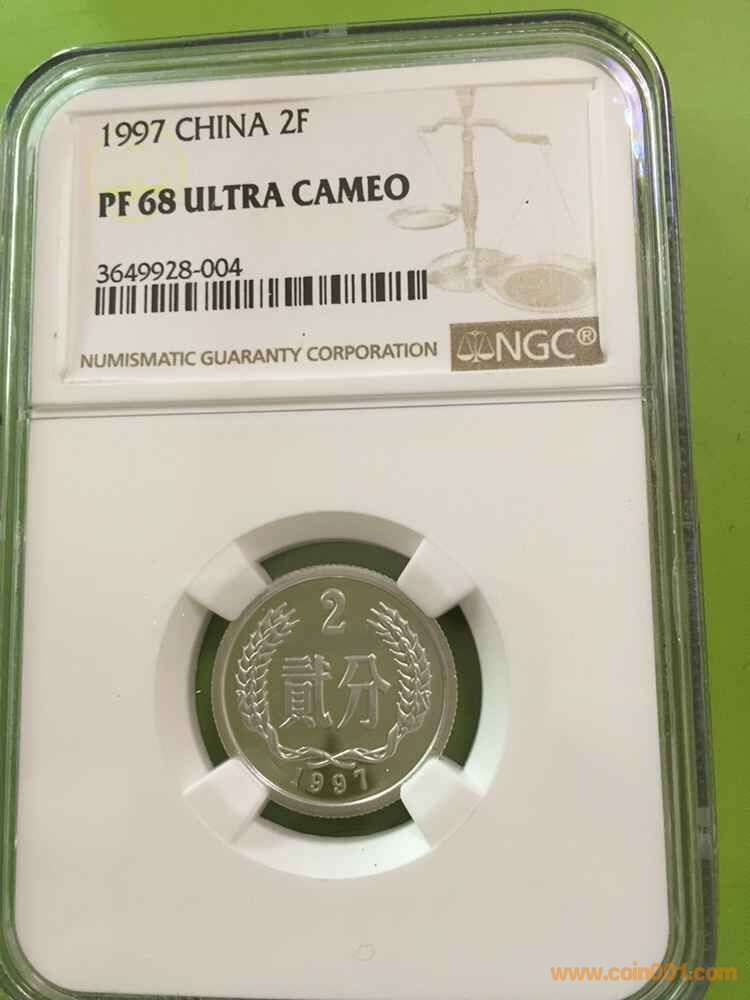 1997 CHINA 2F
PF 68 ULTRA CAMEO
3649928-004
NUMISMATIC GUARANTY CORPORATION NGC®
2
貳分
1997
www.coin001.com